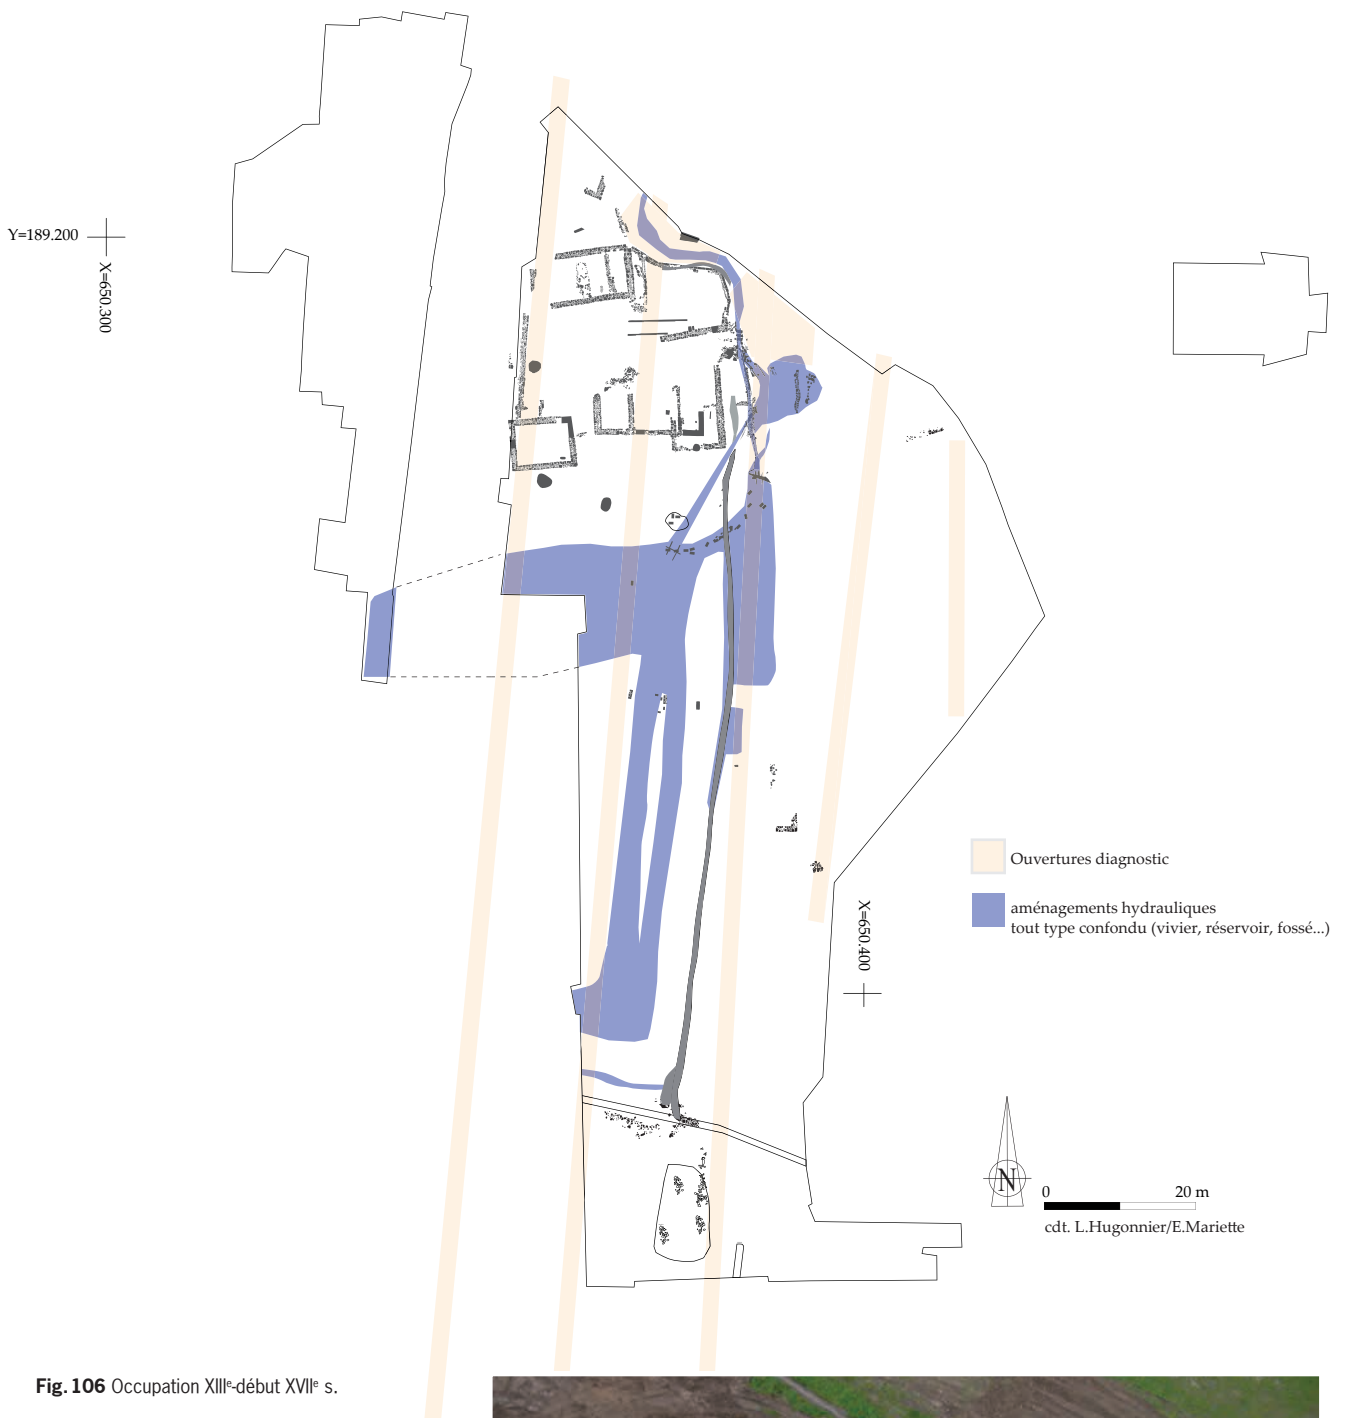 Y=189.200
X=650.300
Ouvertures diagnostic
aménagements hydrauliques
tout type confondu (vivier, réservoir, fossé...)
X=650.400
N
0 20 m
cdt. L.Hugonnier/E.Mariette
Fig. 106 Occupation XIIIᵉ-début XVIIᵉ s.